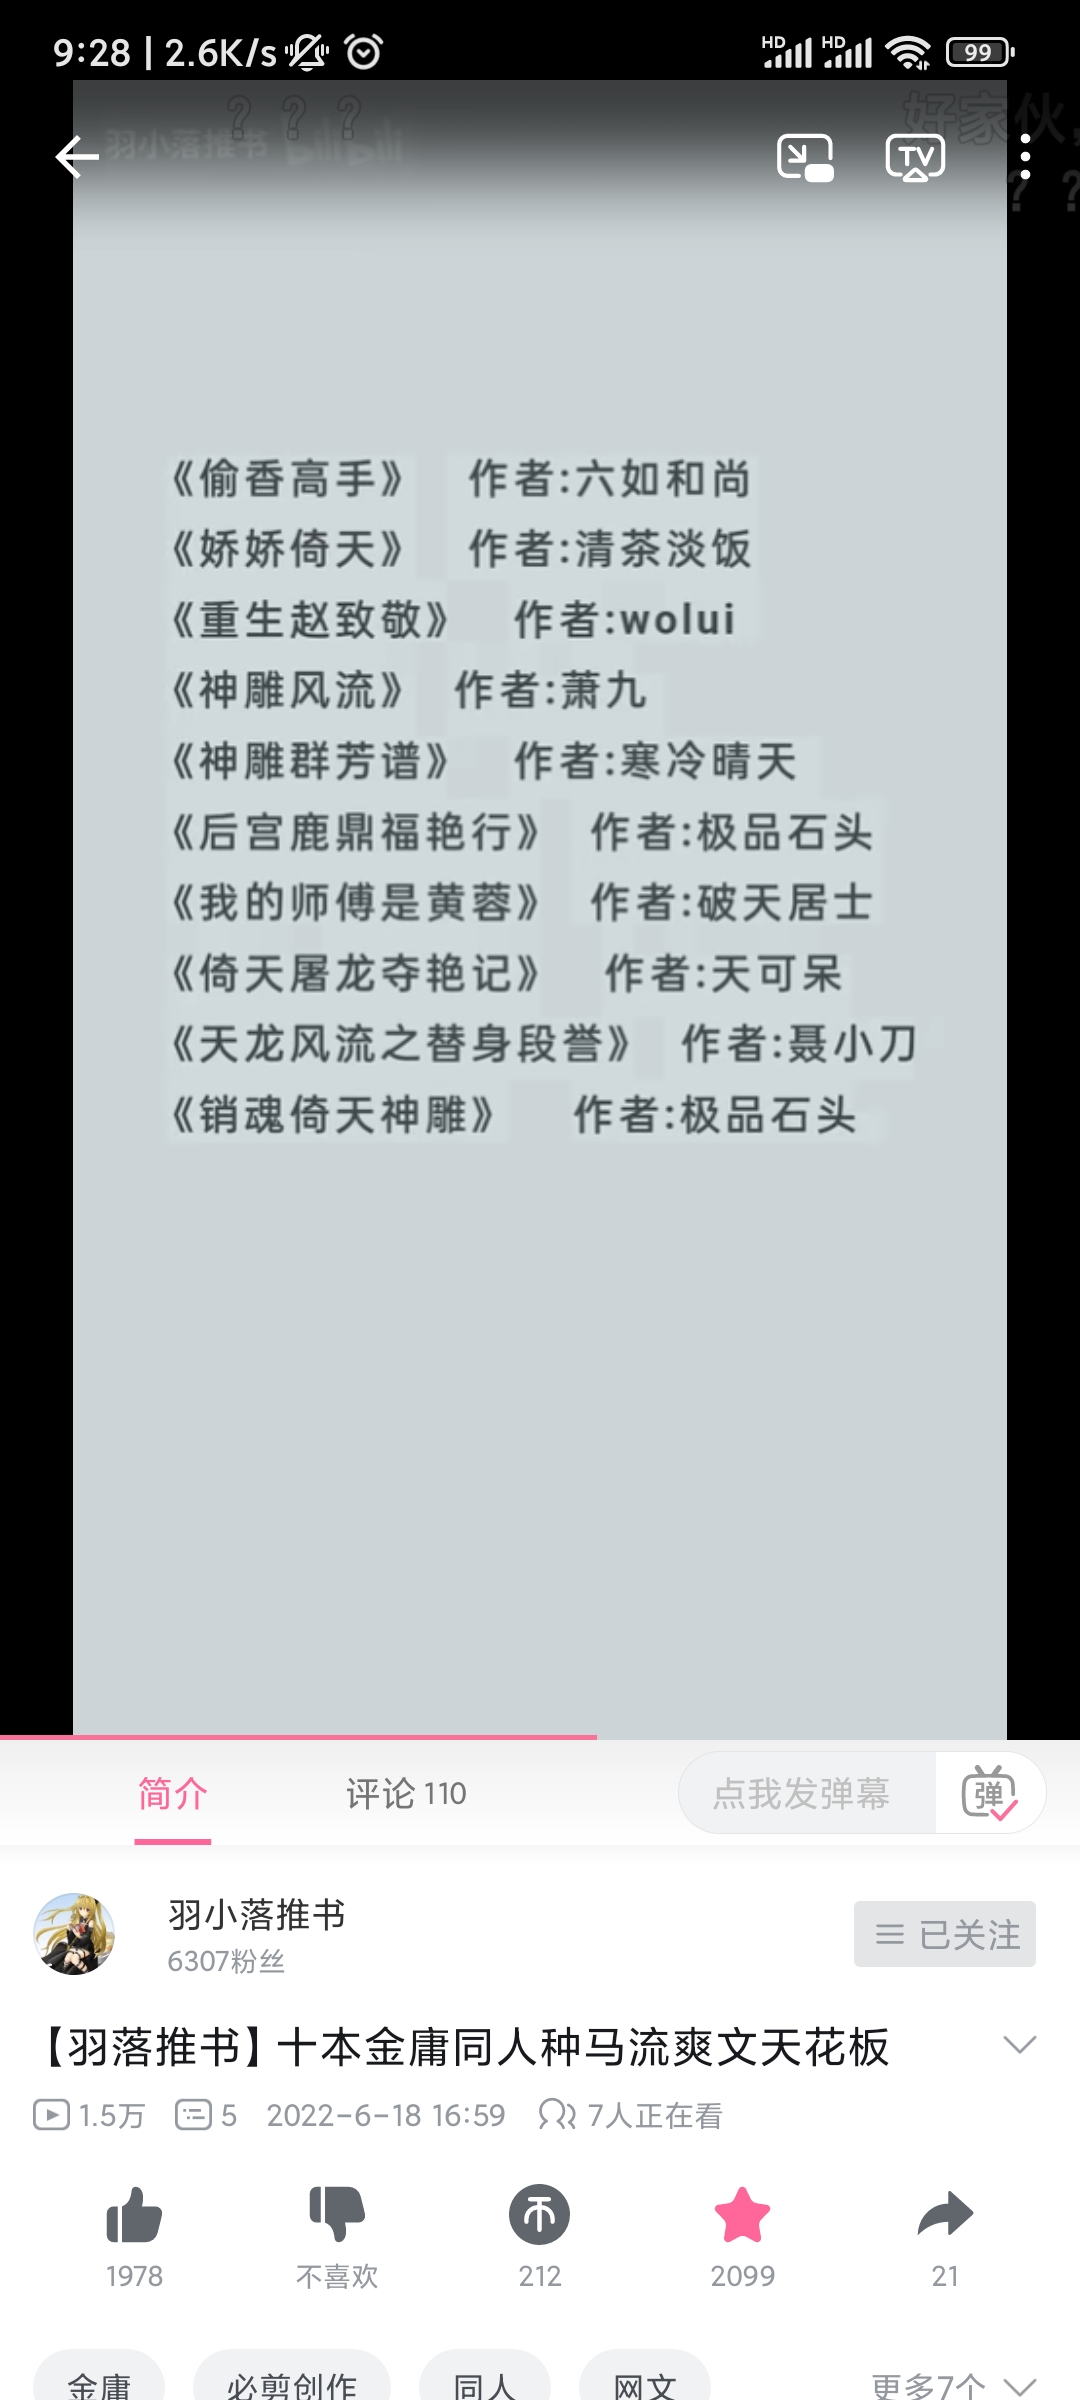 9:28 | 2.6K/s
HD HD 99
? ? ?
好家伙,
羽小落推书 bilibili
TV
? ?
《偷香高手》 作者:六如和尚
《娇娇倚天》 作者:清茶淡饭
《重生赵致敬》 作者:wolui
《神雕风流》 作者:萧九
《神雕群芳谱》 作者:寒冷晴天
《后宫鹿鼎福艳行》 作者:极品石头
《我的师傅是黄蓉》 作者:破天居士
《倚天屠龙夺艳记》 作者:天可呆
《天龙风流之替身段誉》 作者:聂小刀
《销魂倚天神雕》 作者:极品石头
简介 评论 110 点我发弹幕 弹
羽小落推书
6307粉丝
已关注
【羽落推书】十本金庸同人种马流爽文天花板
1.5万 5 2022-6-18 16:59 7人正在看
1978 不喜欢 212 2099 21
金庸 必剪创作 同人 网文 更多7个